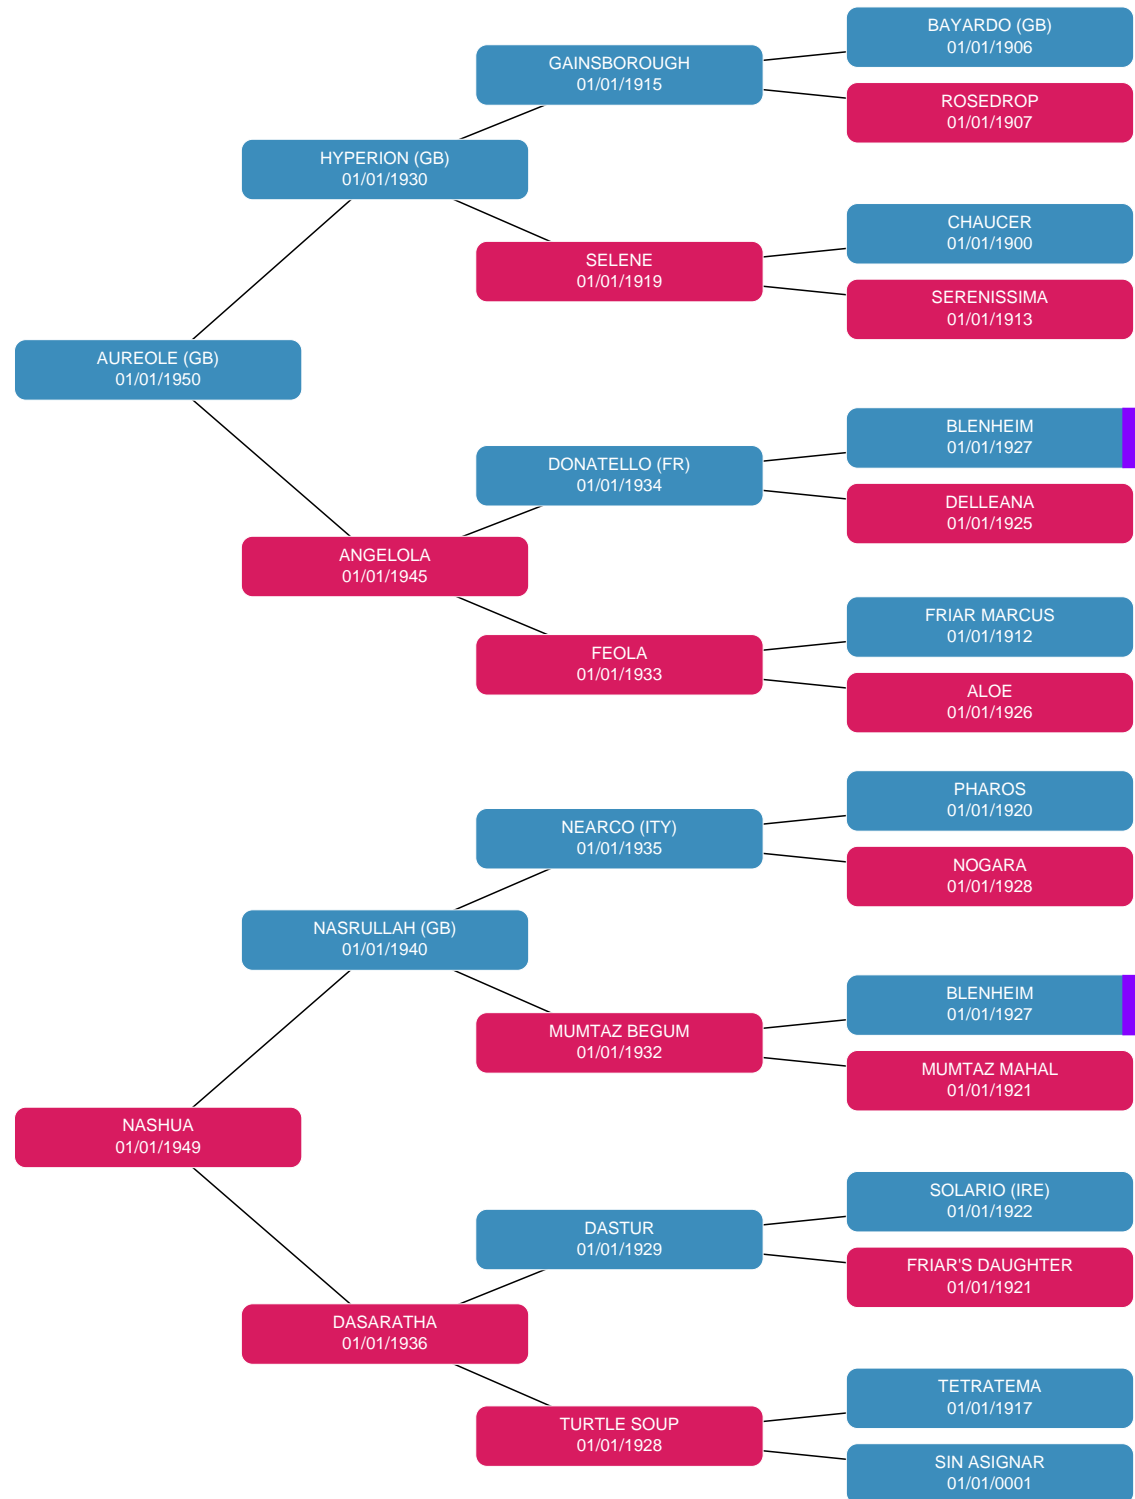 BAYARDO (GB)
01/01/1906
GAINSBOROUGH
01/01/1915
ROSEDROP
01/01/1907
HYPERION (GB)
01/01/1930
CHAUCER
01/01/1900
SELENE
01/01/1919
SERENISSIMA
01/01/1913
AUREOLE (GB)
01/01/1950
BLENHEIM
01/01/1927
DONATELLO (FR)
01/01/1934
DELLEANA
01/01/1925
ANGELOLA
01/01/1945
FRIAR MARCUS
01/01/1912
FEOLA
01/01/1933
ALOE
01/01/1926
PHAROS
01/01/1920
NEARCO (ITY)
01/01/1935
NOGARA
01/01/1928
NASRULLAH (GB)
01/01/1940
BLENHEIM
01/01/1927
MUMTAZ BEGUM
01/01/1932
MUMTAZ MAHAL
01/01/1921
NASHUA
01/01/1949
SOLARIO (IRE)
01/01/1922
DASTUR
01/01/1929
FRIAR'S DAUGHTER
01/01/1921
DASARATHA
01/01/1936
TETRATEMA
01/01/1917
TURTLE SOUP
01/01/1928
SIN ASIGNAR
01/01/0001